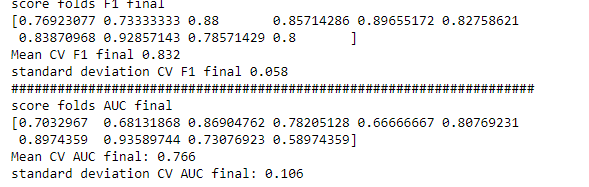 score folds F1 final
[0.76923077 0.73333333 0.88       0.85714286 0.89655172 0.82758621
 0.83870968 0.92857143 0.78571429 0.8       ]
Mean CV F1 final 0.832
standard deviation CV F1 final 0.058
######################################################################
score folds AUC final
[0.7032967  0.68131868 0.86904762 0.78205128 0.66666667 0.80769231
 0.8974359  0.93589744 0.73076923 0.58974359]
Mean CV AUC final: 0.766
standard deviation CV AUC final: 0.106